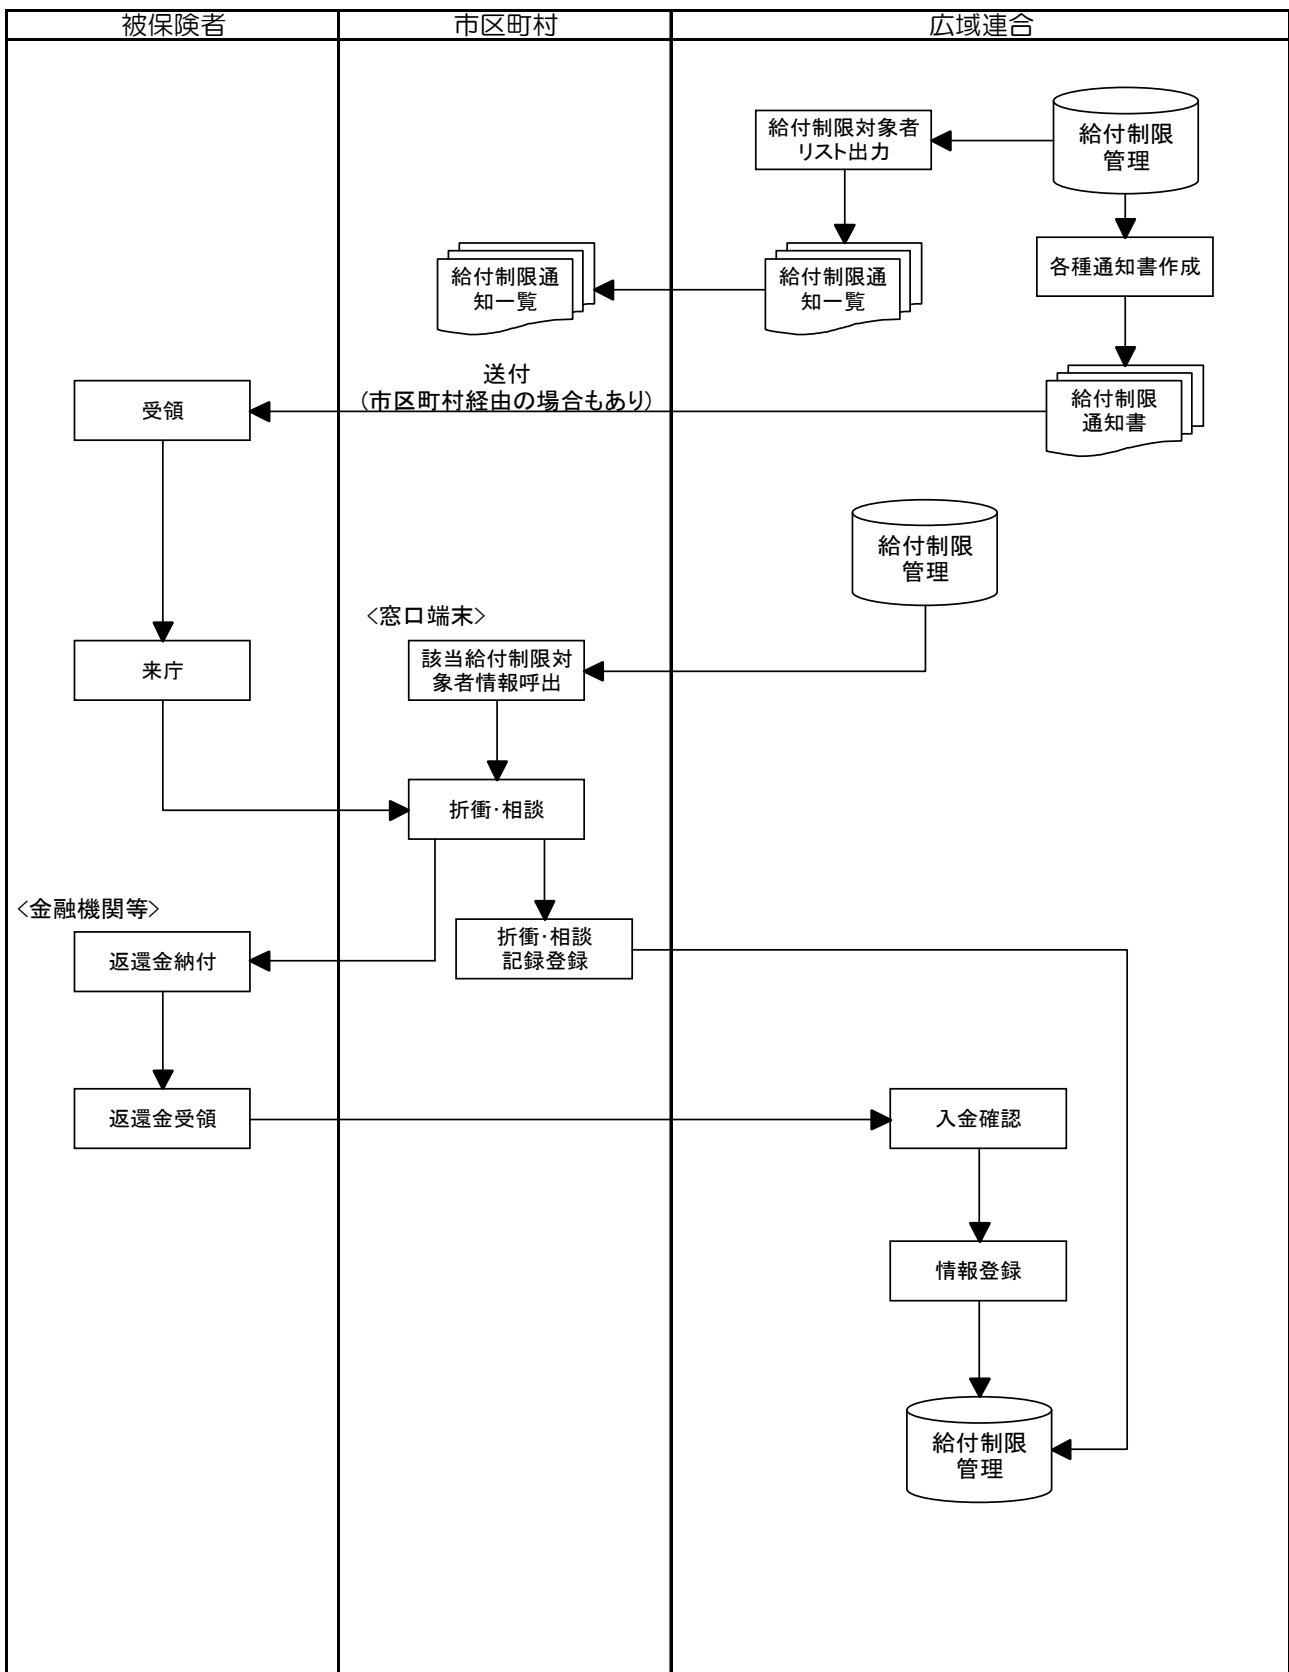 被保険者
市区町村
広域連合
給付制限対象者
リスト出力
給付制限
管理
各種通知書作成
給付制限通
知一覧
給付制限通
知一覧
送付
(市区町村経由の場合もあり)
受領
給付制限
通知書
給付制限
管理
<窓口端末>
来庁
該当給付制限対
象者情報呼出
折衝・相談
<金融機関等>
返還金納付
折衝・相談
記録登録
返還金受領
入金確認
情報登録
給付制限
管理